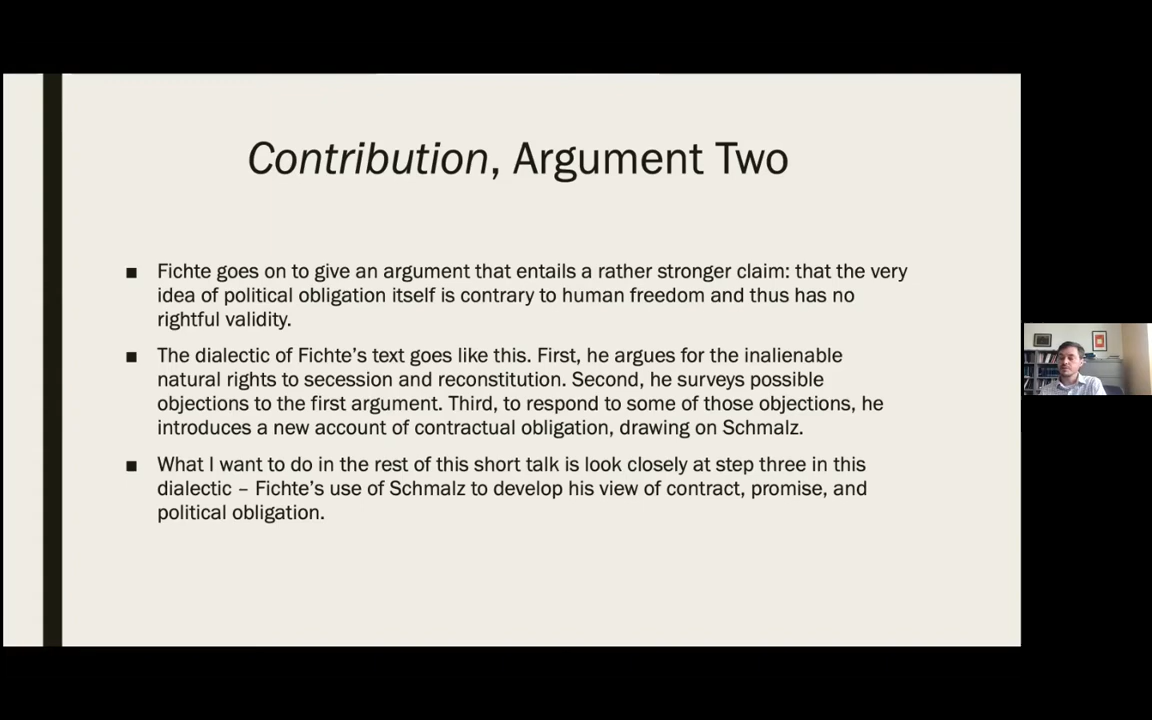 Contribution, Argument Two
■ Fichte goes on to give an argument that entails a rather stronger claim: that the very
idea of political obligation itself is contrary to human freedom and thus has no
rightful validity.
■ The dialectic of Fichte’s text goes like this. First, he argues for the inalienable
natural rights to secession and reconstitution. Second, he surveys possible
objections to the first argument. Third, to respond to some of those objections, he
introduces a new account of contractual obligation, drawing on Schmalz.
■ What I want to do in the rest of this short talk is look closely at step three in this
dialectic – Fichte’s use of Schmalz to develop his view of contract, promise, and
political obligation.